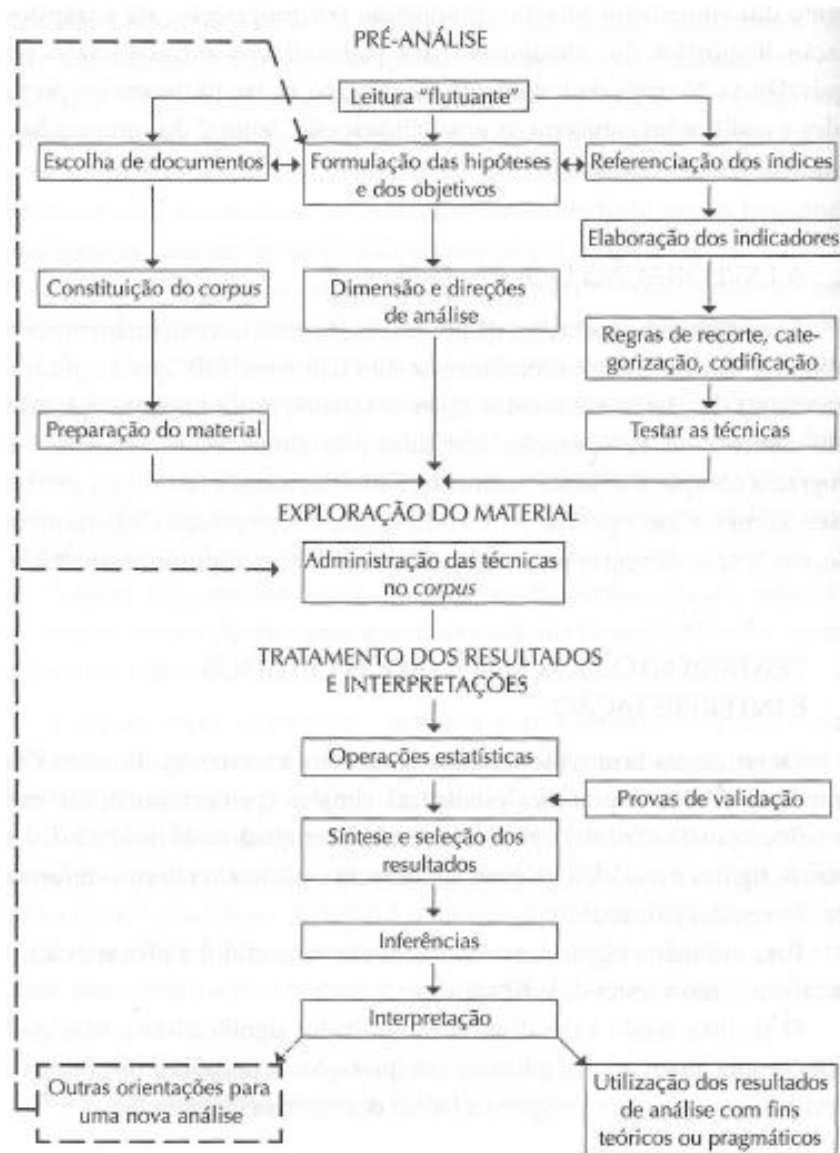 PRÉ-ANÁLISE
Leitura “flutuante”
Escolha de documentos
Formulação das hipóteses
e dos objetivos
Referenciação dos índices
Elaboração dos indicadores
Constituição do corpus
Dimensão e direções
de análise
Regras de recorte, cate-
gorização, codificação
Preparação do material
Testar as técnicas
EXPLORAÇÃO DO MATERIAL
Administração das técnicas
no corpus
TRATAMENTO DOS RESULTADOS
E INTERPRETAÇÕES
Operações estatísticas
Provas de validação
Síntese e seleção dos
resultados
Inferências
Interpretação
Outras orientações para
uma nova análise
Utilização dos resultados
de análise com fins
teóricos ou pragmáticos